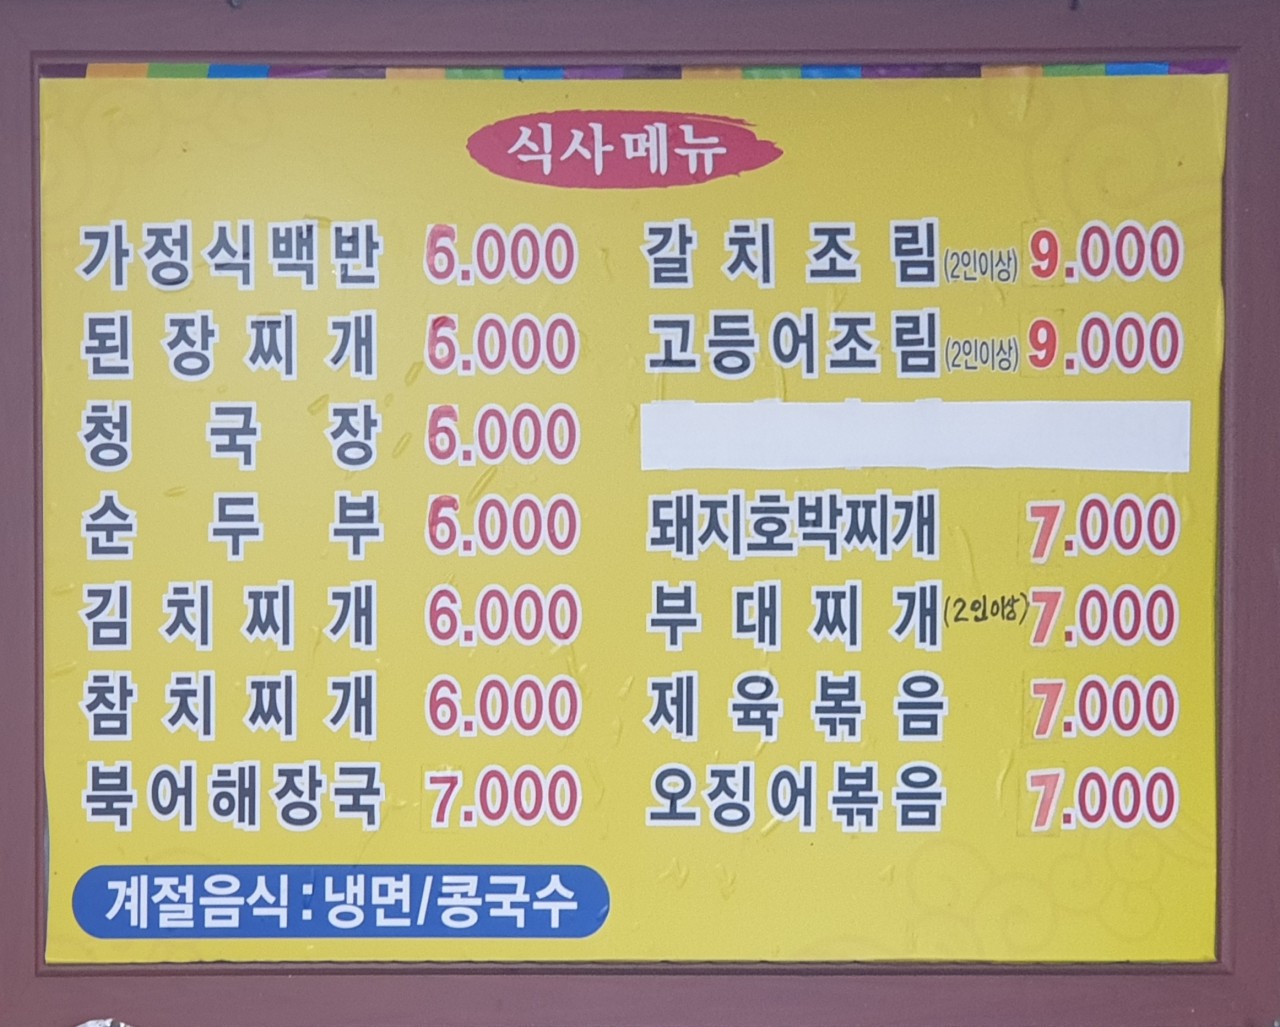 식사메뉴
가정식백반 6.000
된장찌개 6.000
청국장 6.000
순두부 6.000
김치찌개 6.000
참치찌개 6.000
북어해장국 7.000
갈치조림(2인이상) 9.000
고등어조림(2인이상) 9.000
돼지호박찌개 7.000
부대찌개(2인이상) 7.000
제육볶음 7.000
오징어볶음 7.000
계절음식:냉면/콩국수